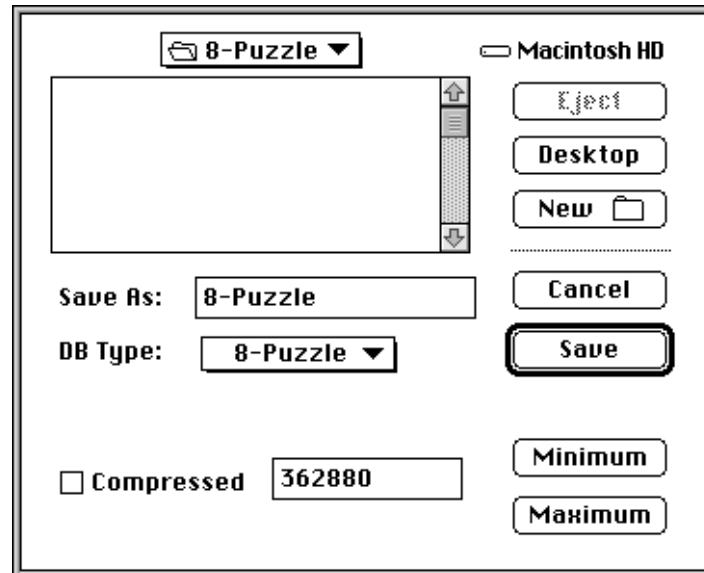 8-Puzzle
Macintosh HD
Eject
Desktop
New
Save As: 8-Puzzle
Cancel
DB Type: 8-Puzzle
Save
Compressed 362880
Minimum
Maximum